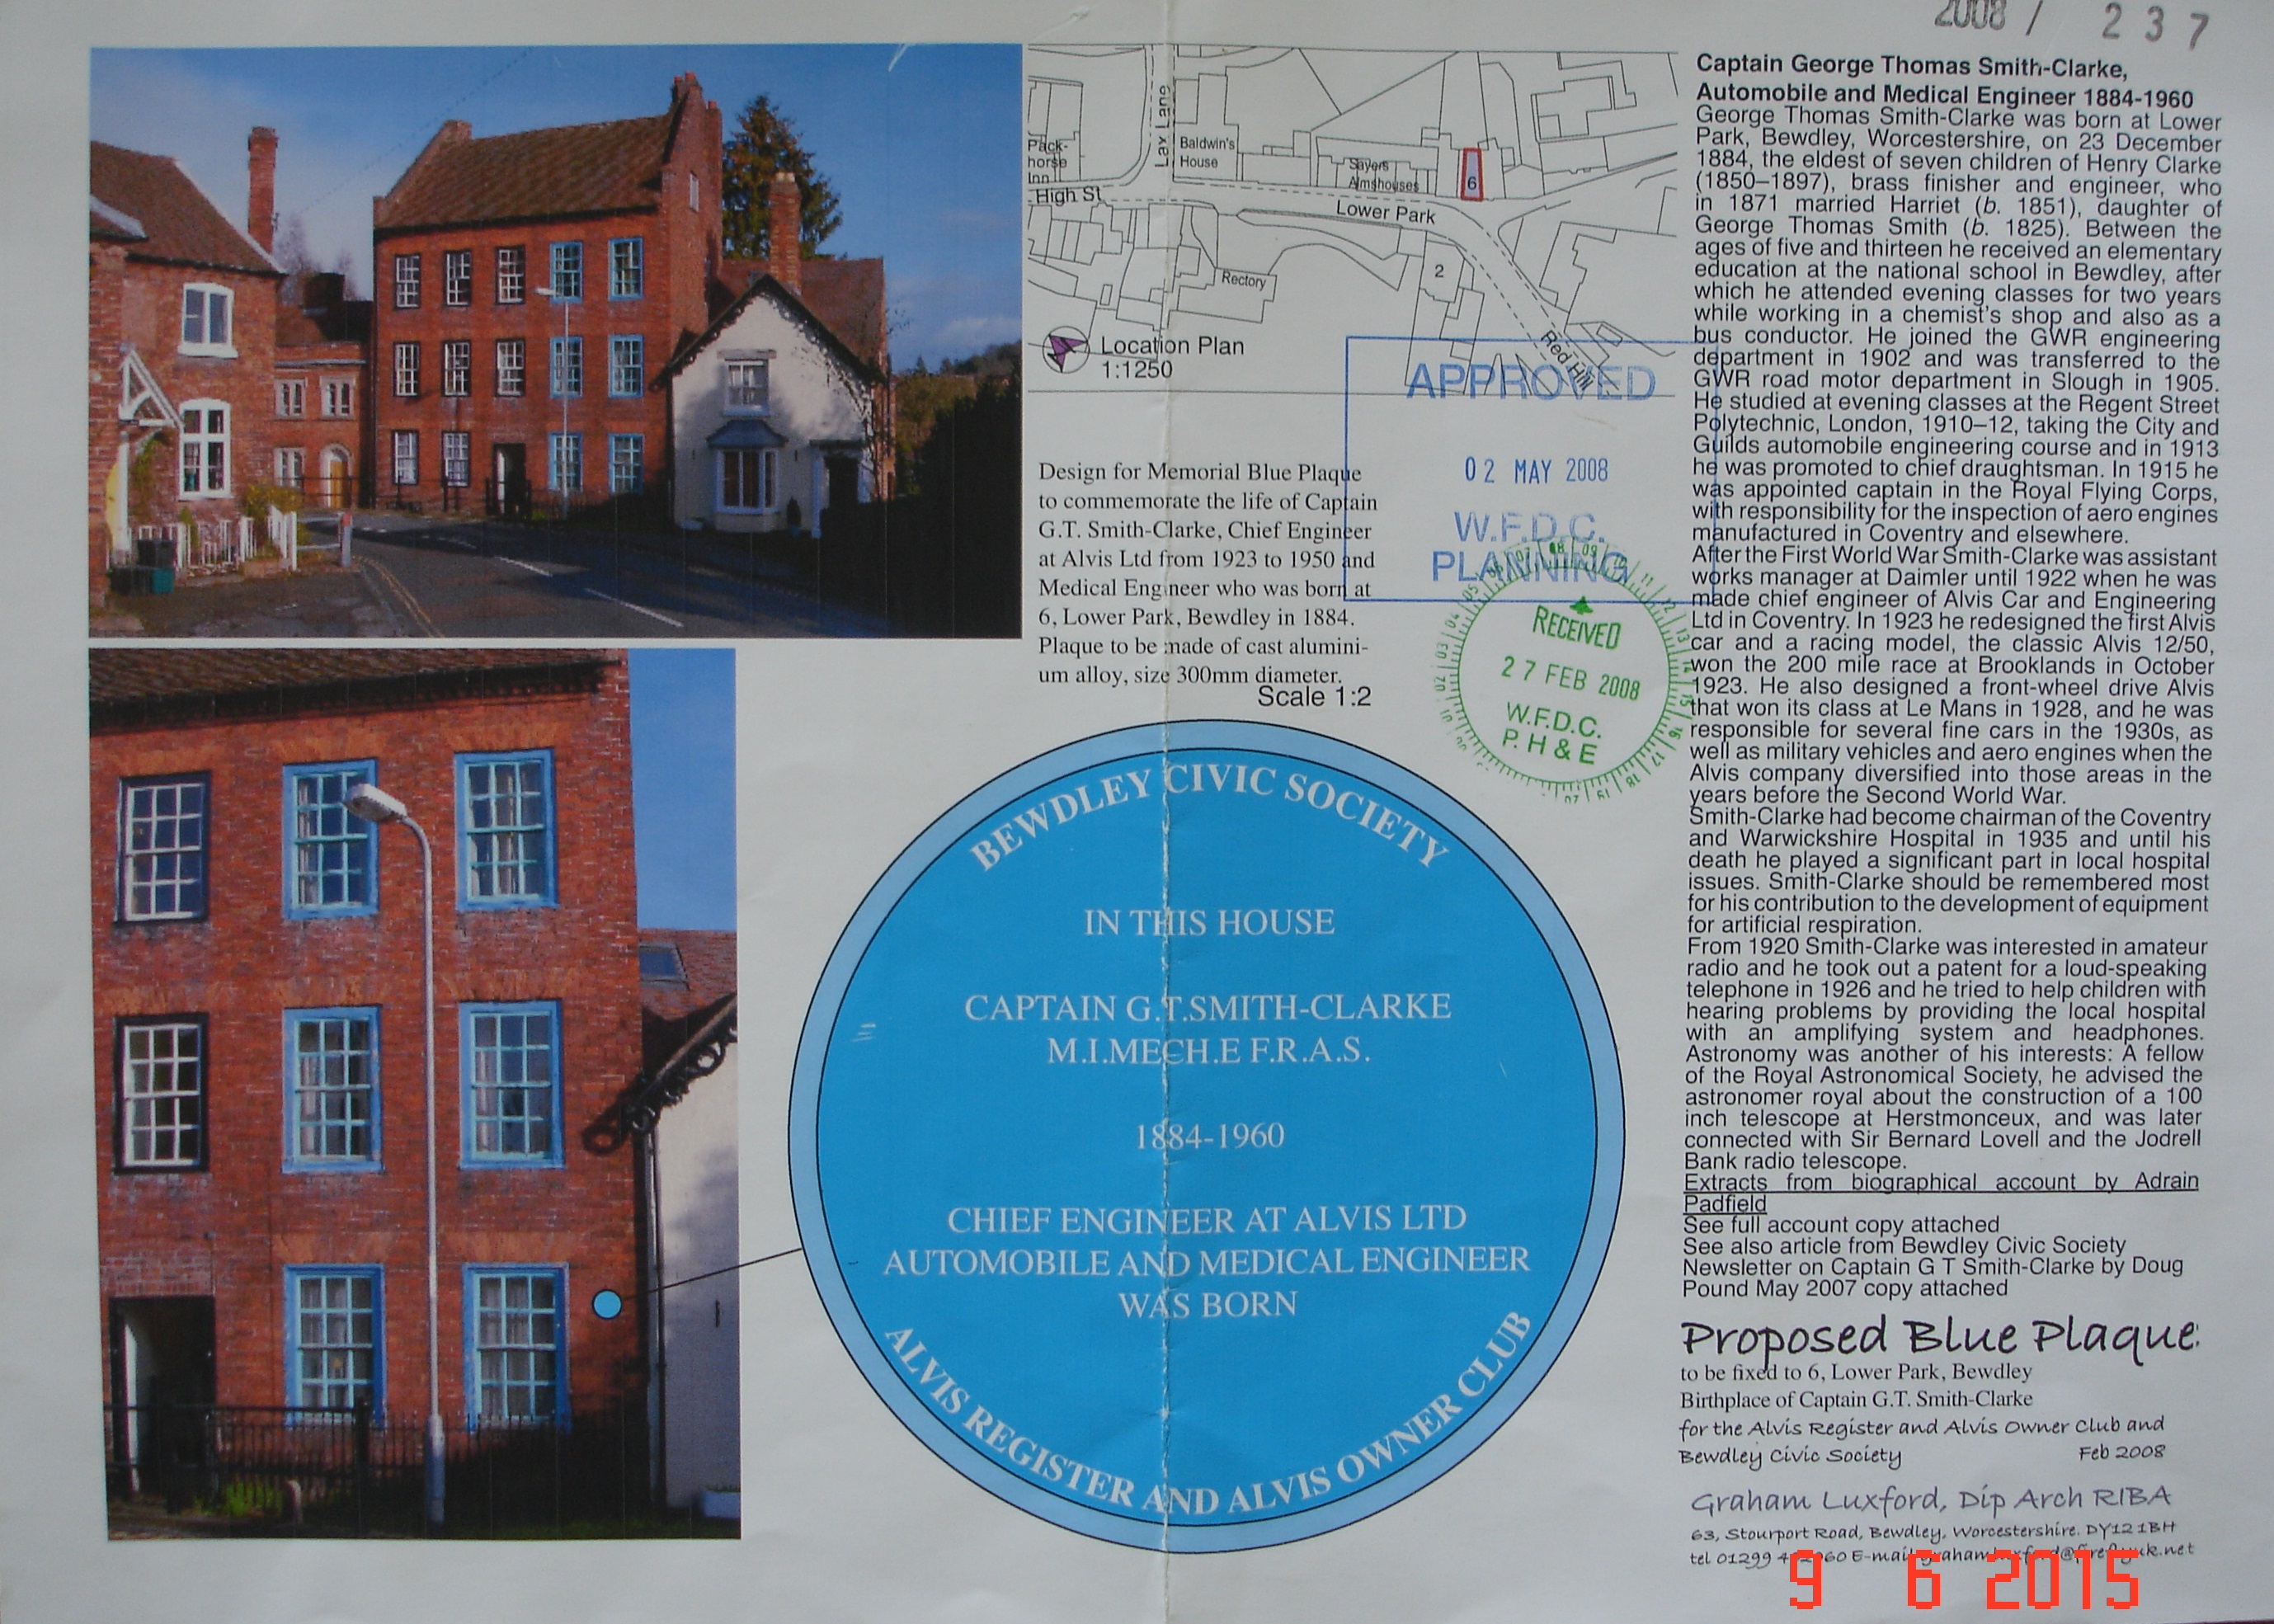 2008 / 237
Captain George Thomas Smith-Clarke,
Automobile and Medical Engineer 1884-1960
George Thomas Smith-Clarke was born at Lower
Park, Bewdley, Worcestershire, on 23 December
1884, the eldest of seven children of Henry Clarke
(1850–1897), brass finisher and engineer, who
in 1871 married Harriet (b. 1851), daughter of
George Thomas Smith (b. 1825). Between the
ages of five and thirteen he received an elementary
education at the national school in Bewdley, after
which he attended evening classes for two years
while working in a chemist's shop and also as a
bus conductor. He joined the GWR engineering
department in 1902 and was transferred to the
GWR road motor department in Slough in 1905.
He studied at evening classes at the Regent Street
Polytechnic, London, 1910–12, taking the City and
Guilds automobile engineering course and in 1913
he was promoted to chief draughtsman. In 1915 he
was appointed captain in the Royal Flying Corps,
with responsibility for the inspection of aero engines
manufactured in Coventry and elsewhere.
After the First World War Smith-Clarke was assistant
works manager at Daimler until 1922 when he was
made chief engineer of Alvis Car and Engineering
Ltd in Coventry. In 1923 he redesigned the first Alvis
car and a racing model, the classic Alvis 12/50,
won the 200 mile race at Brooklands in October
1923. He also designed a front-wheel drive Alvis
that won its class at Le Mans in 1928, and he was
responsible for several fine cars in the 1930s, as
well as military vehicles and aero engines when the
Alvis company diversified into those areas in the
years before the Second World War.
Smith-Clarke had become chairman of the Coventry
and Warwickshire Hospital in 1935 and until his
death he played a significant part in local hospital
issues. Smith-Clarke should be remembered most
for his contribution to the development of equipment
for artificial respiration.
From 1920 Smith-Clarke was interested in amateur
radio and he took out a patent for a loud-speaking
telephone in 1926 and he tried to help children with
hearing problems by providing the local hospital
with an amplifying system and headphones.
Astronomy was another of his interests: A fellow
of the Royal Astronomical Society, he advised the
astronomer royal about the construction of a 100
inch telescope at Herstmonceux, and was later
connected with Sir Bernard Lovell and the Jodrell
Bank radio telescope.
Extracts from biographical account by Adrain
Padfield
See full account copy attached
See also article from Bewdley Civic Society
Newsletter on Captain G T Smith-Clarke by Doug
Pound May 2007 copy attached
Proposed Blue Plaque:
to be fixed to 6, Lower Park, Bewdley
Birthplace of Captain G.T. Smith-Clarke
for the Alvis Register and Alvis Owner Club and
Bewdley Civic Society Feb 2008
Graham Luxford, Dip Arch RIBA
63, Stourport Road, Bewdley, Worcestershire. DY12 1BH
tel 01299
E-mail
9 6 2015
Lax Lane
Pack-
horse
Inn
Baldwin's
House
Sayers
Almshouses
6
High St
Lower Park
Rectory
2
Red Hill
Location Plan
1:1250
APPROVED
02 MAY 2008
W.F.D.C.
PLANNING
RECEIVED
27 FEB 2008
W.F.D.C.
P. H & E
Design for Memorial Blue Plaque
to commemorate the life of Captain
G.T. Smith-Clarke, Chief Engineer
at Alvis Ltd from 1923 to 1950 and
Medical Engineer who was born at
6, Lower Park, Bewdley in 1884.
Plaque to be made of cast alumini-
um alloy, size 300mm diameter.
Scale 1:2
BEWDLEY CIVIC SOCIETY
IN THIS HOUSE
CAPTAIN G.T.SMITH-CLARKE
M.I.MECH.E F.R.A.S.
1884-1960
CHIEF ENGINEER AT ALVIS LTD
AUTOMOBILE AND MEDICAL ENGINEER
WAS BORN
ALVIS REGISTER AND ALVIS OWNER CLUB